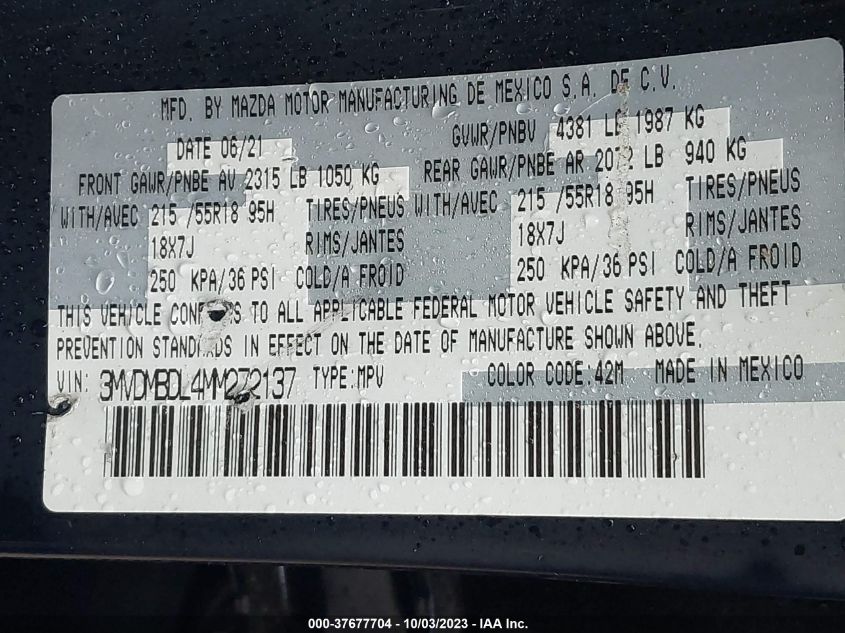 MFD. BY MAZDA MOTOR MANUFACTURING DE MEXICO S.A. DE C.V.
DATE 06/21 GVWR/PNBV 4381 LB 1987 KG
FRONT GAWR/PNBE AV 2315 LB 1050 KG REAR GAWR/PNBE AR 2072 LB 940 KG
WITH/AVEC 215 /55R18 95H TIRES/PNEUS WITH/AVEC 215 /55R18 95H TIRES/PNEUS
18X7J RIMS/JANTES 18X7J RIMS/JANTES
250 KPA/36 PSI COLD/A FROID 250 KPA/36 PSI COLD/A FROID
THIS VEHICLE CONFORMS TO ALL APPLICABLE FEDERAL MOTOR VEHICLE SAFETY AND THEFT
PREVENTION STANDARDS IN EFFECT ON THE DATE OF MANUFACTURE SHOWN ABOVE.
VIN: 3MVDMBDL4MM272137 TYPE:MPV COLOR CODE:42M MADE IN MEXICO
000-37677704 - 10/03/2023 - IAA Inc.